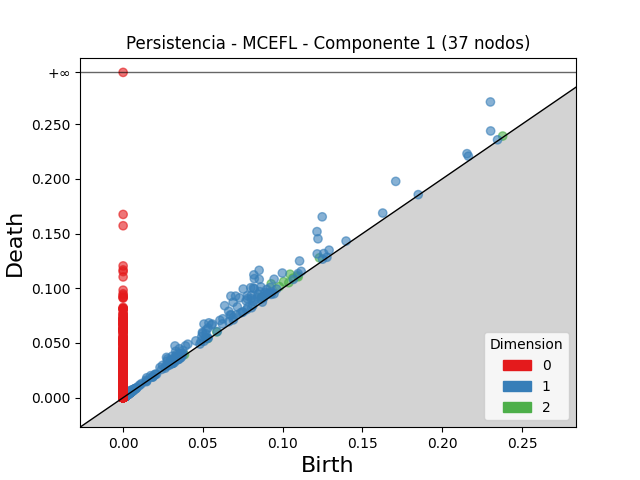 Persistencia - MCEFL - Componente 1 (37 nodos)
+∞
0.250
0.200
0.150
0.100
0.050
0.000
Death
0.00 0.05 0.10 0.15 0.20 0.25
Birth
Dimension
0
1
2